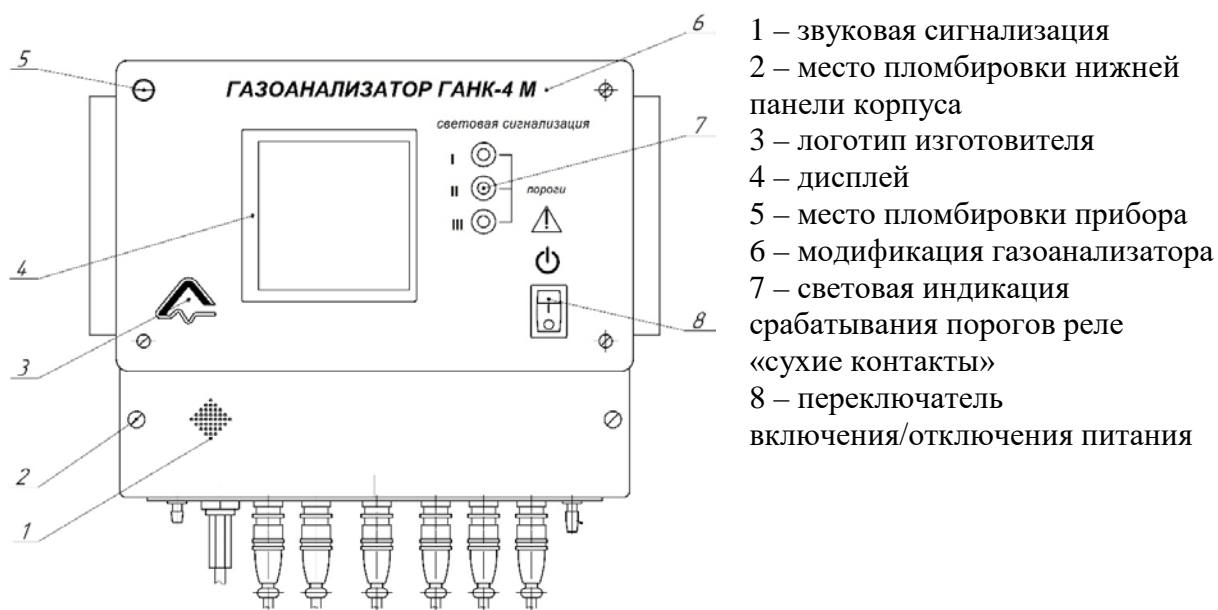 6
5
ГАЗОАНАЛИЗАТОР ГАНК-4 М
световая сигнализация
7
I
II
пороги
III
4
8
3
2
1
1 – звуковая сигнализация
2 – место пломбировки нижней
панели корпуса
3 – логотип изготовителя
4 – дисплей
5 – место пломбировки прибора
6 – модификация газоанализатора
7 – световая индикация
срабатывания порогов реле
«сухие контакты»
8 – переключатель
включения/отключения питания